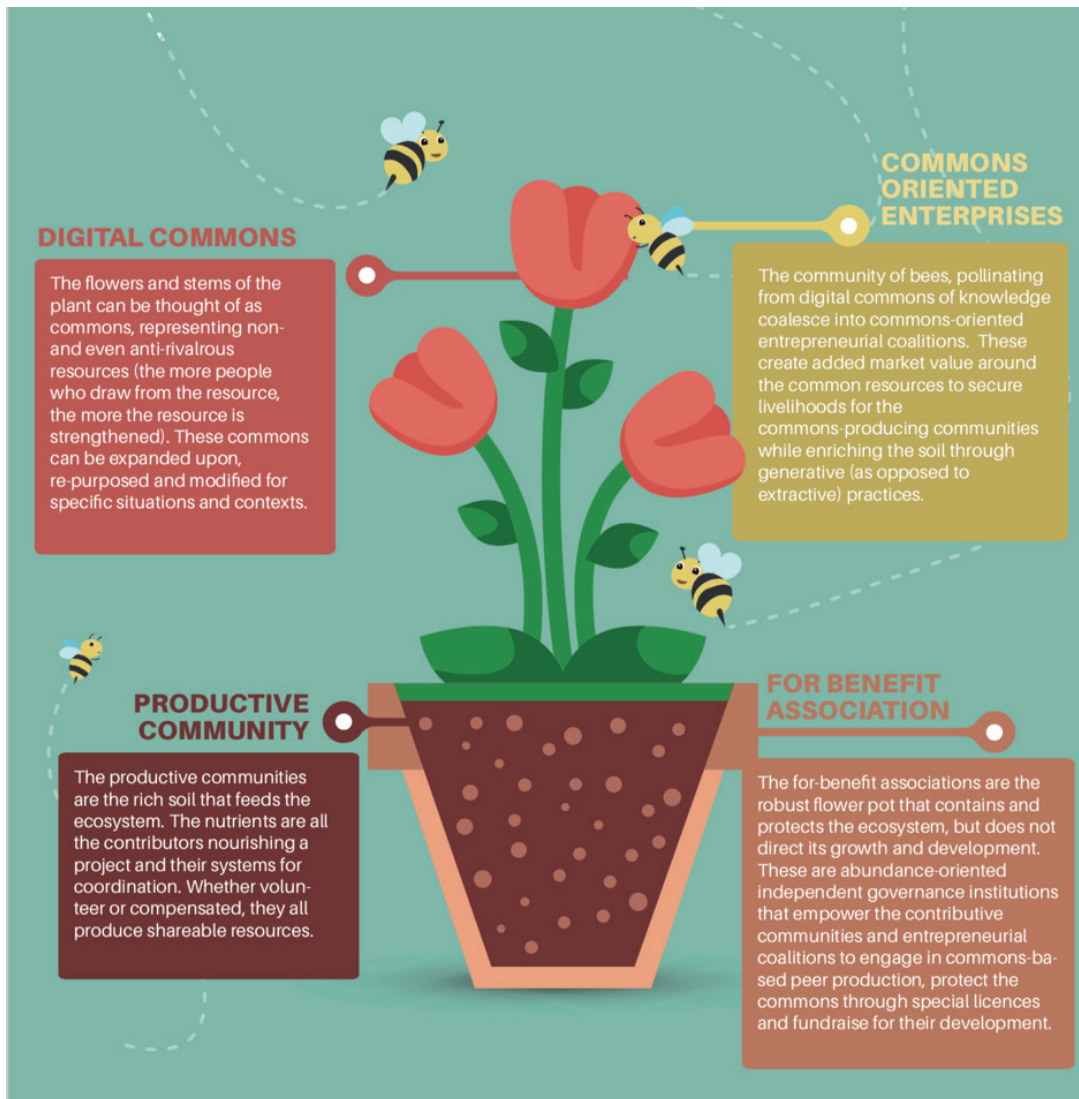 DIGITAL COMMONS
The flowers and stems of the
plant can be thought of as
commons, representing non-
and even anti-rivalrous
resources (the more people
who draw from the resource,
the more the resource is
strengthened). These commons
can be expanded upon,
re-purposed and modified for
specific situations and contexts.
COMMONS
ORIENTED
ENTERPRISES
The community of bees, pollinating
from digital commons of knowledge
coalesce into commons-oriented
entrepreneurial coalitions. These
create added market value around
the common resources to secure
livelihoods for the
commons-producing communities
while enriching the soil through
generative (as opposed to
extractive) practices.
PRODUCTIVE
COMMUNITY
The productive communities
are the rich soil that feeds the
ecosystem. The nutrients are all
the contributors nourishing a
project and their systems for
coordination. Whether volun-
teer or compensated, they all
produce shareable resources.
FOR BENEFIT
ASSOCIATION
The for-benefit associations are the
robust flower pot that contains and
protects the ecosystem, but does not
direct its growth and development.
These are abundance-oriented
independent governance institutions
that empower the contributive
communities and entrepreneurial
coalitions to engage in commons-ba-
sed peer production, protect the
commons through special licences
and fundraise for their development.